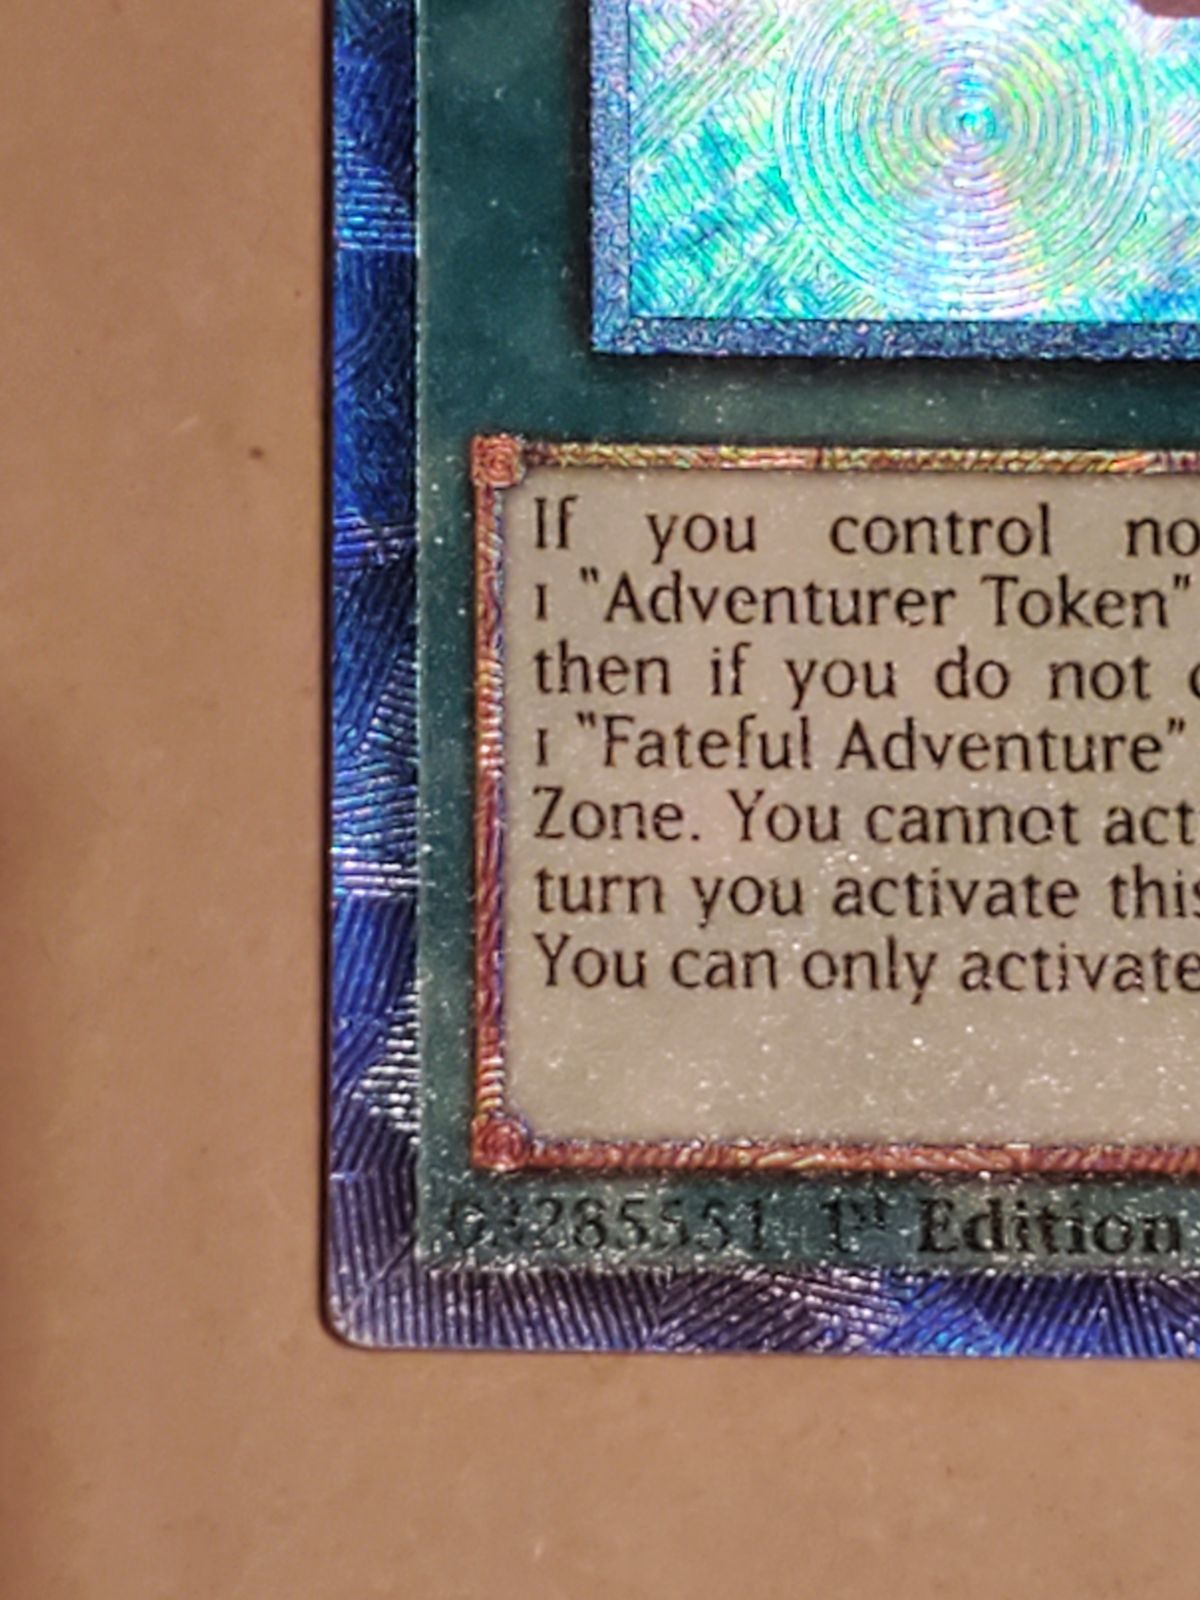 If you control no
1 "Adventurer Token"
then if you do not c
1 "Fateful Adventure"
Zone. You cannot act
turn you activate this
You can only activate
1st Edition